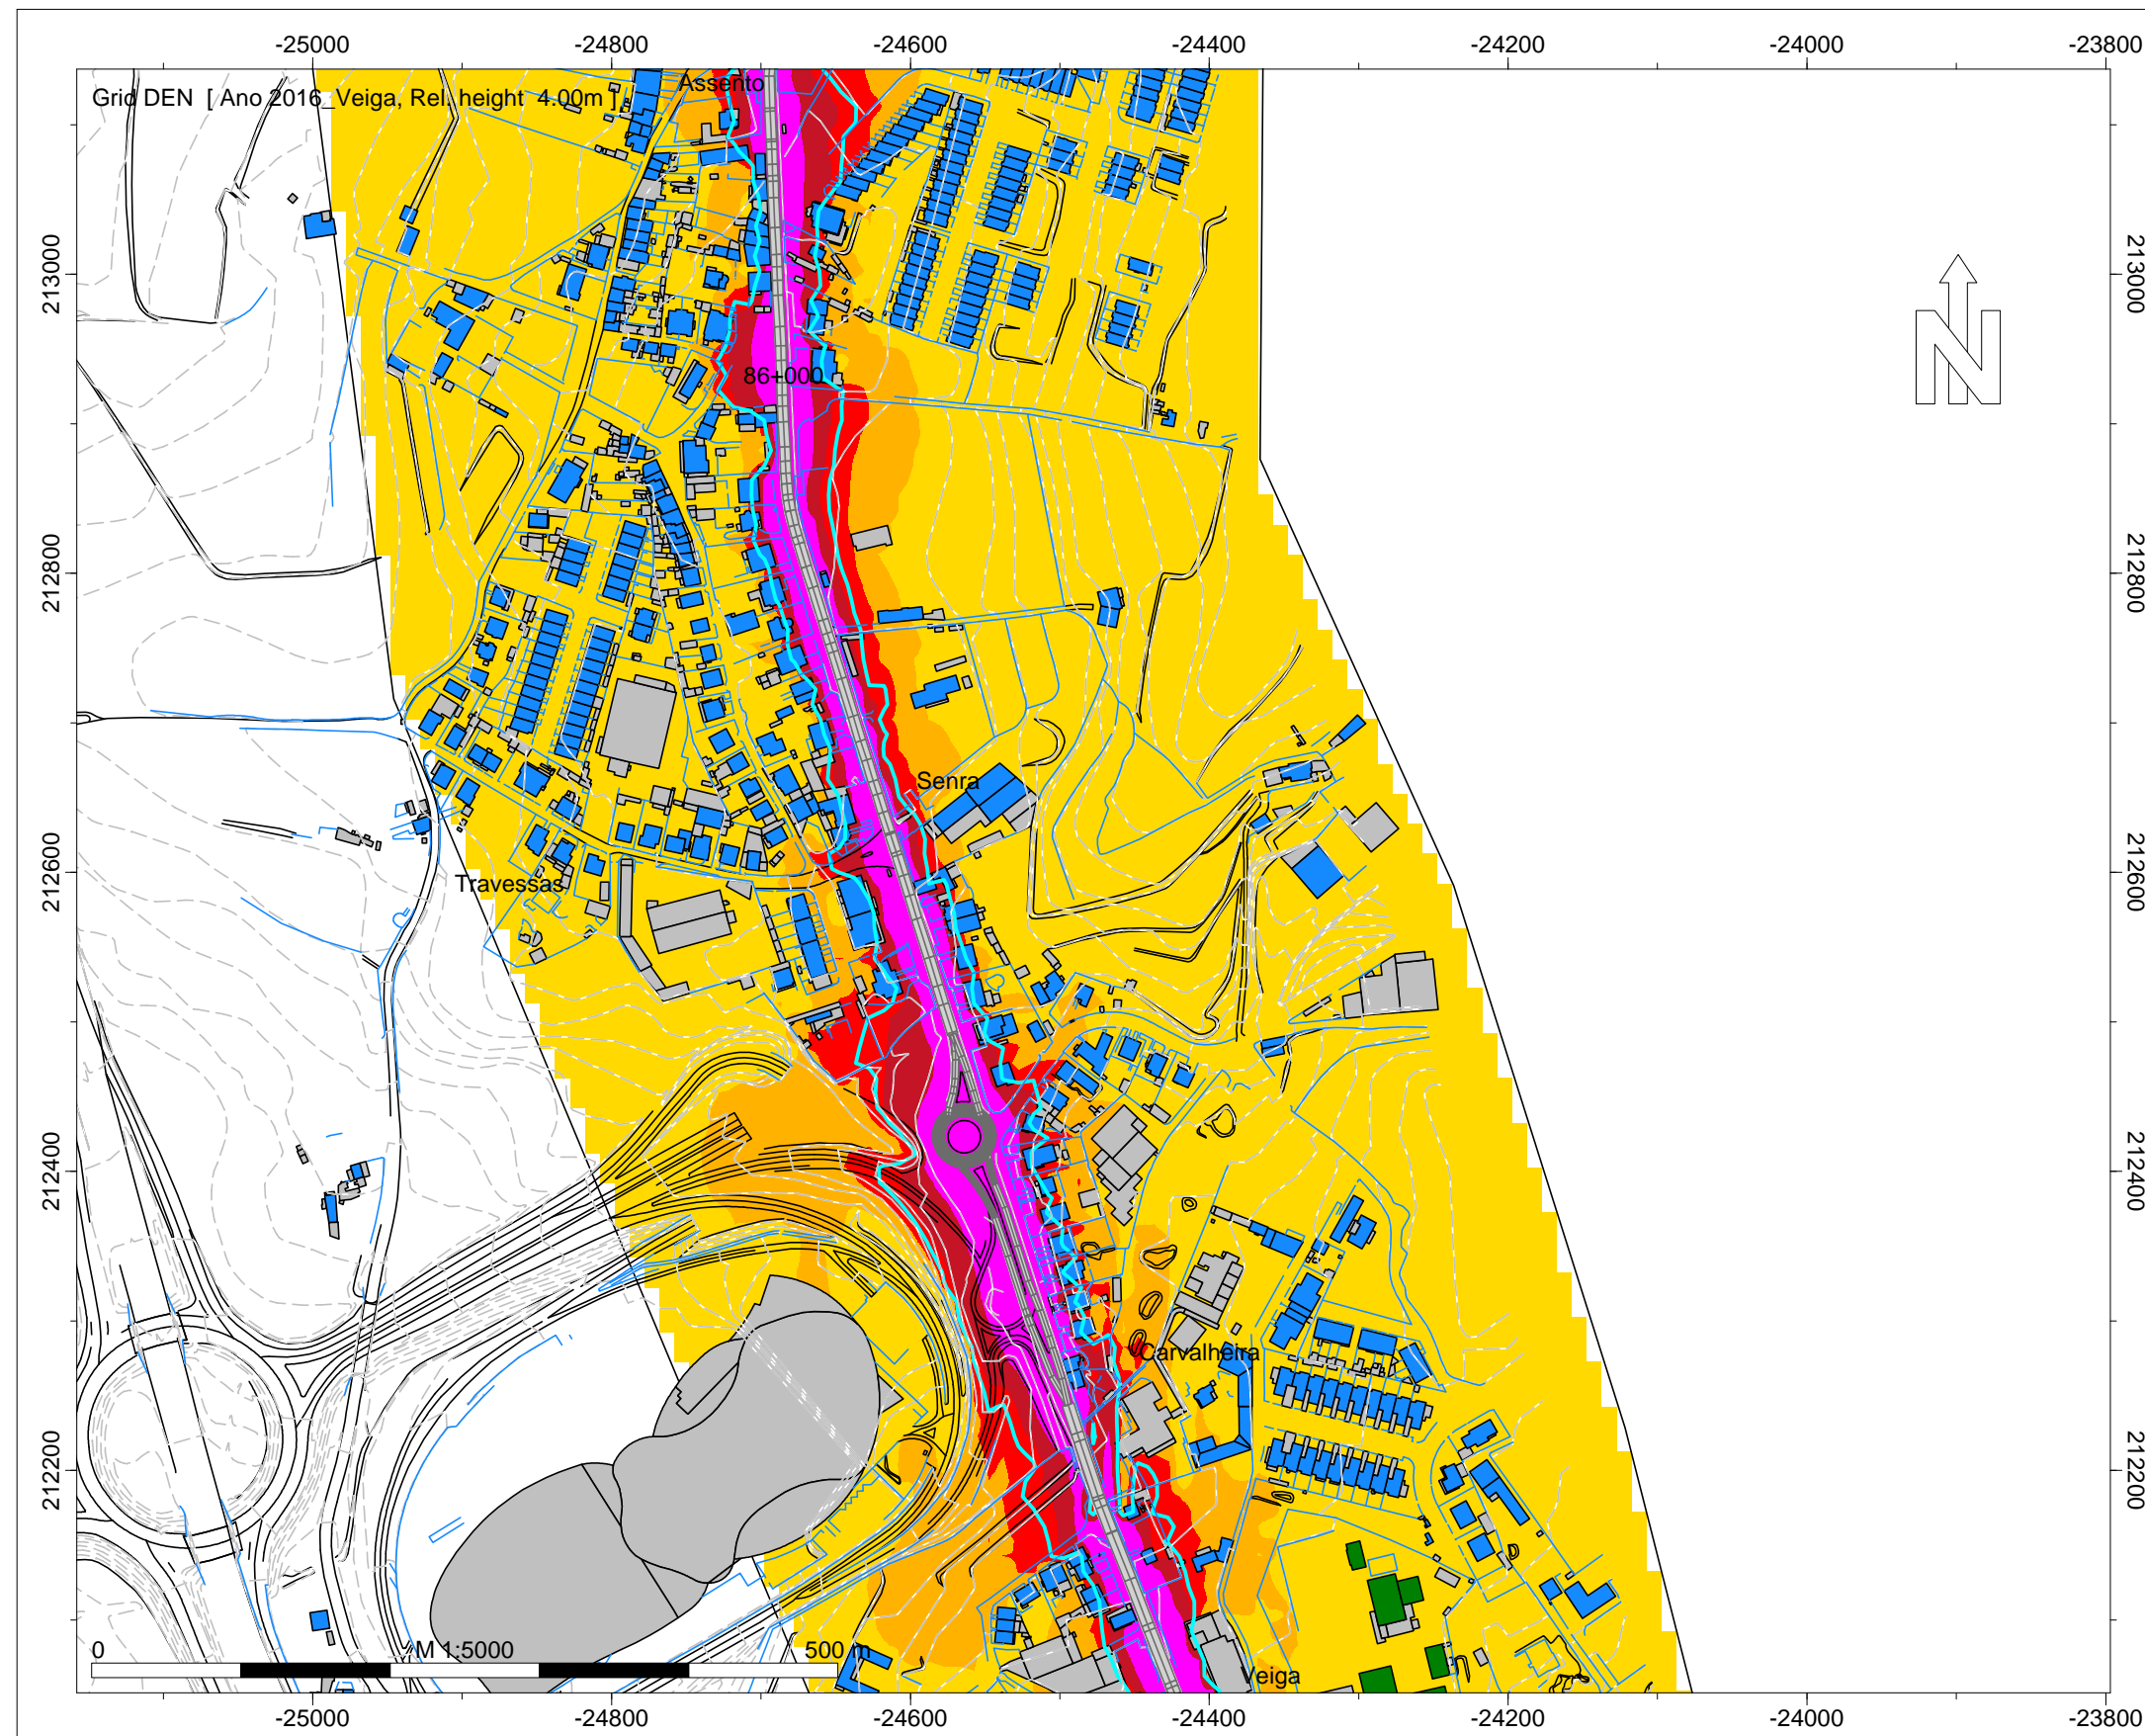 -25000 -24800 -24600 -24400 -24200 -24000 -23800
Assento
Grid DEN [ Ano 2016_Veiga, Rel. height 4.00m ]
213000 213000
N
86+000
212800 212800
Senra
212600 212600
Travessas
212400 212400
Carvalheira
212200 212200
0 M 1:5000 500 m
Veiga
-25000 -24800 -24600 -24400 -24200 -24000 -23800